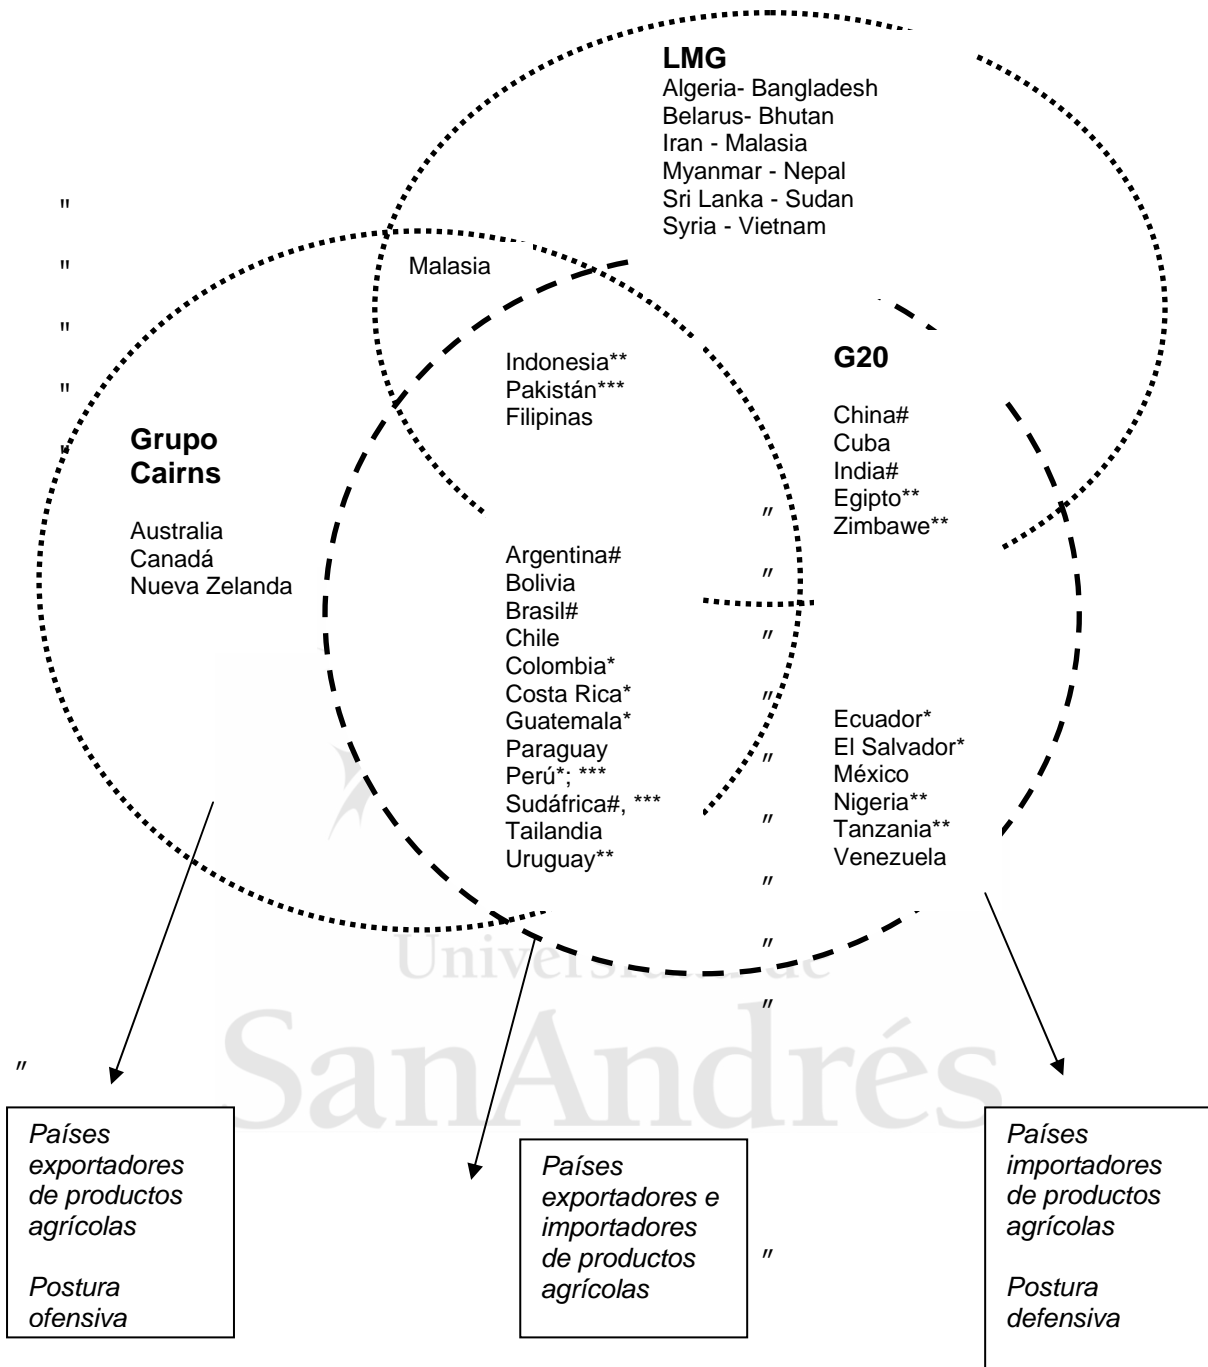 LMG
Algeria- Bangladesh
Belarus- Bhutan
Iran - Malasia
Myanmar - Nepal
Sri Lanka - Sudan
Syria - Vietnam
Malasia
Indonesia**
Pakistán***
Filipinas
G20
China#
Cuba
India#
Egipto**
Zimbawe**
Grupo
Cairns
Australia
Canadá
Nueva Zelanda
Argentina#
Bolivia
Brasil#
Chile
Colombia*
Costa Rica*
Guatemala*
Paraguay
Perú*; ***
Sudáfrica#, ***
Tailandia
Uruguay**
Ecuador*
El Salvador*
México
Nigeria**
Tanzania**
Venezuela
Universidad de
SanAndrés
Países
exportadores
de productos
agrícolas
Postura
ofensiva
Países
exportadores e
importadores
de productos
agrícolas
Países
importadores
de productos
agrícolas
Postura
defensiva